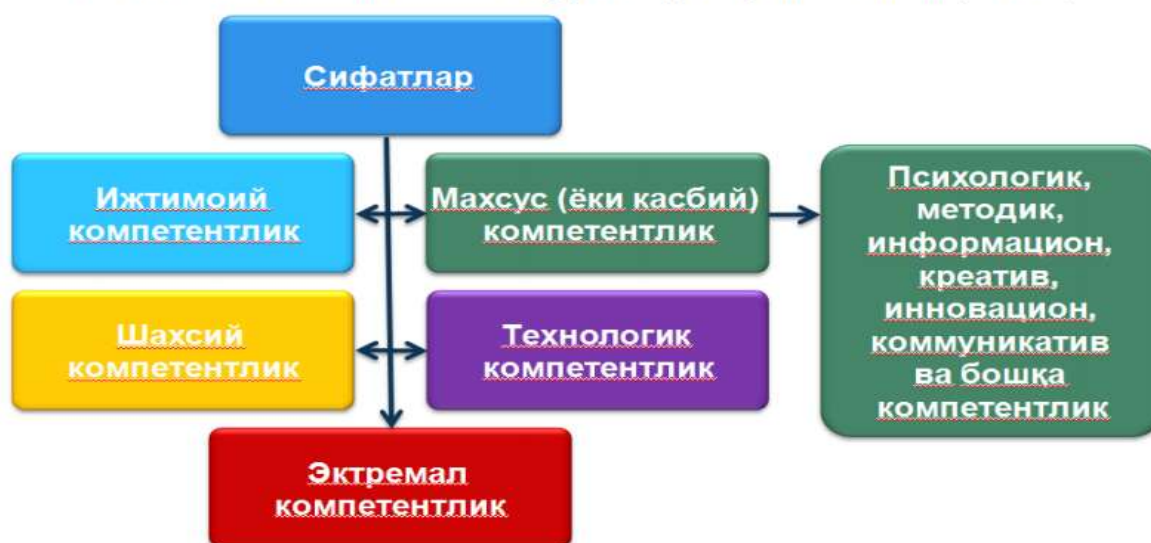 Сифатлар
Ижтимоий
компетентлик
Махсус (ёки касбий)
компетентлик
Психологик,
методик,
информацион,
креатив,
инновацион,
коммуникатив
ва бошқа
компетентлик
Шахсий
компетентлик
Технологик
компетентлик
Эктремал
компетентлик